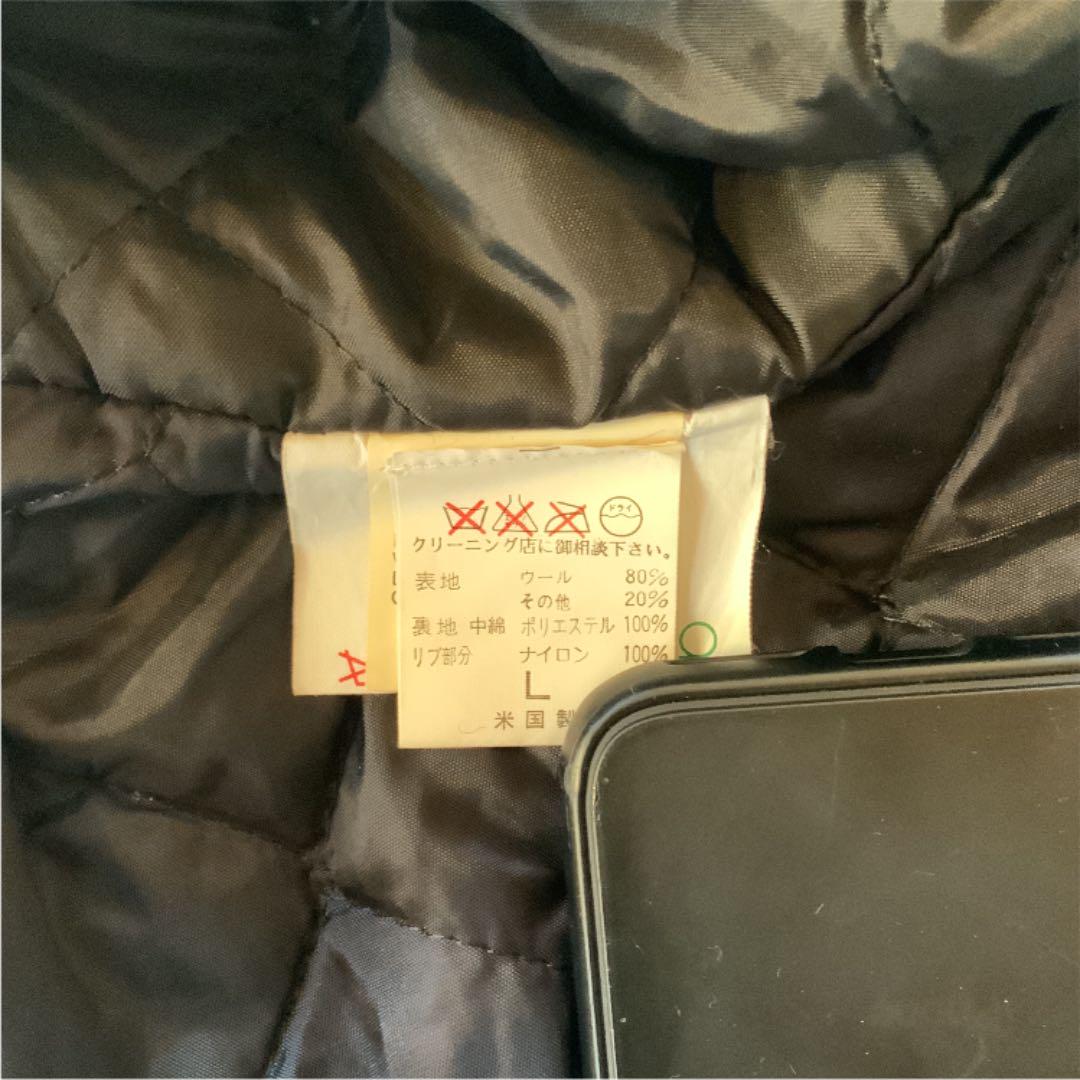 ドライ
クリーニング店に御相談下さい。
表地 ウール 80%
その他 20%
裏地 中綿 ポリエステル 100%
リブ部分 ナイロン 100%
L
米国製